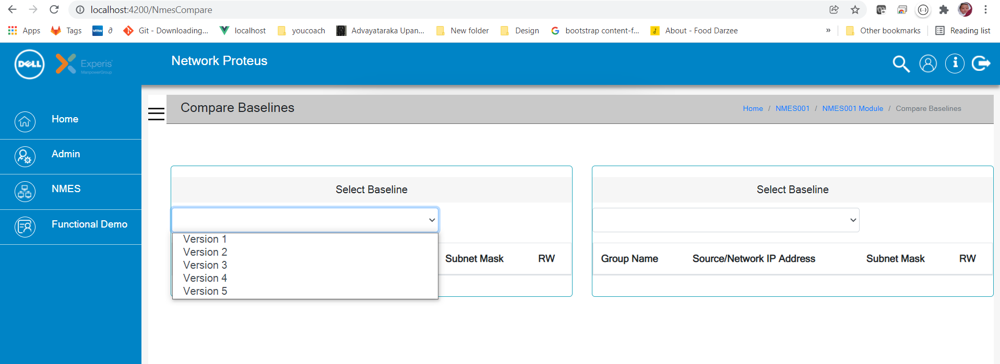 localhost:4200/NmesCompare
Apps
Tags
vmw
∂
Git - Downloading...
localhost
youcoach
Advayataraka Upan...
New folder
Design
bootstrap content-f...
About - Food Darzee
»
Other bookmarks
Reading list
DELL
Experis
ManpowerGroup
Network Proteus
Home
Admin
NMES
Functional Demo
Compare Baselines
Home / NMES001 / NMES001 Module / Compare Baselines
Select Baseline
Version 1
Version 2
Version 3
Version 4
Version 5
Subnet Mask RW
Select Baseline
Group Name Source/Network IP Address Subnet Mask RW